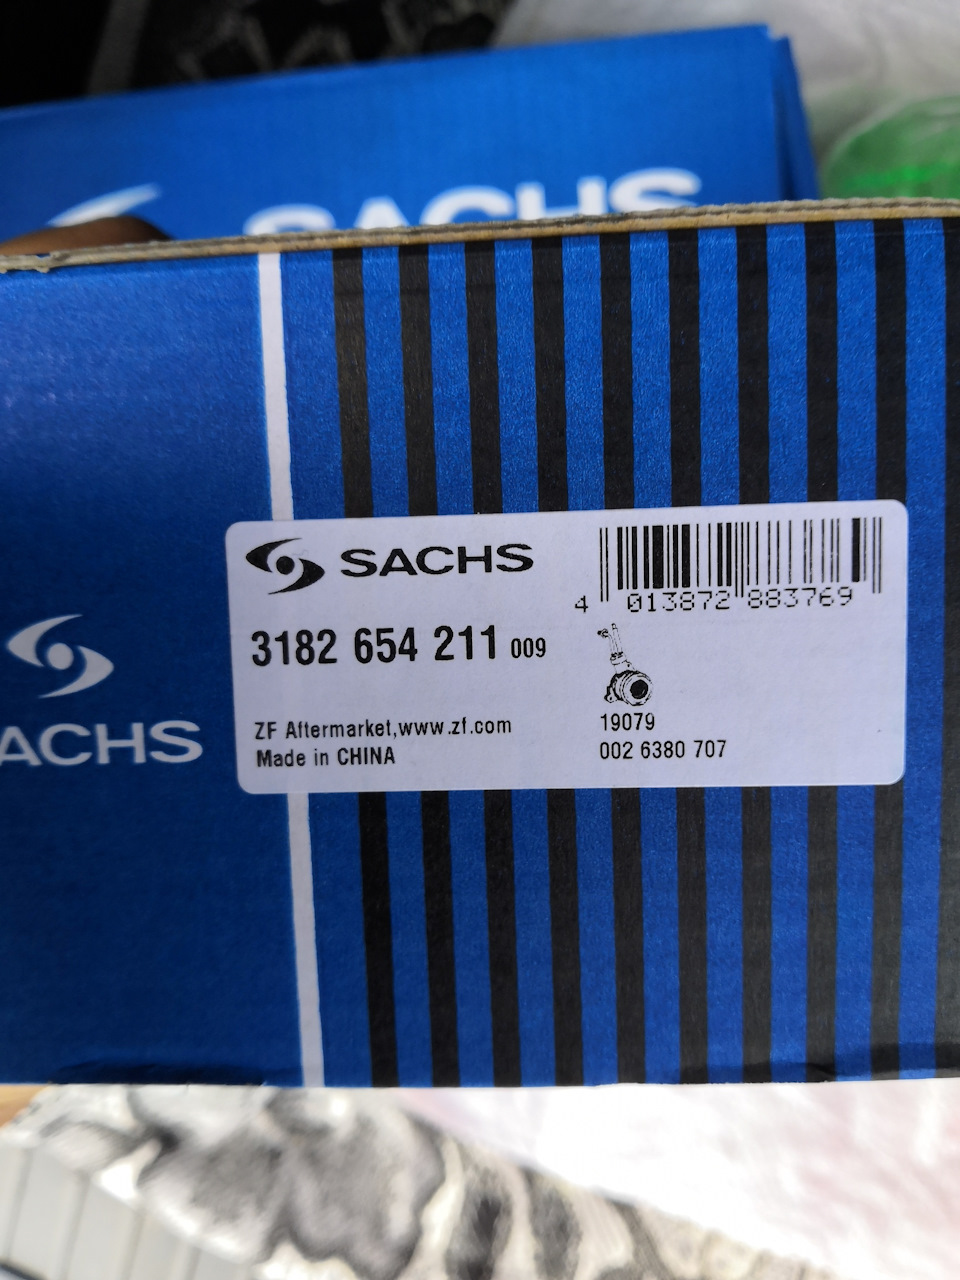 SACHS
SACHS
SACHS
4 013872 883769
3182 654 211 009
ZF Aftermarket,www.zf.com
Made in CHINA
19079
002 6380 707